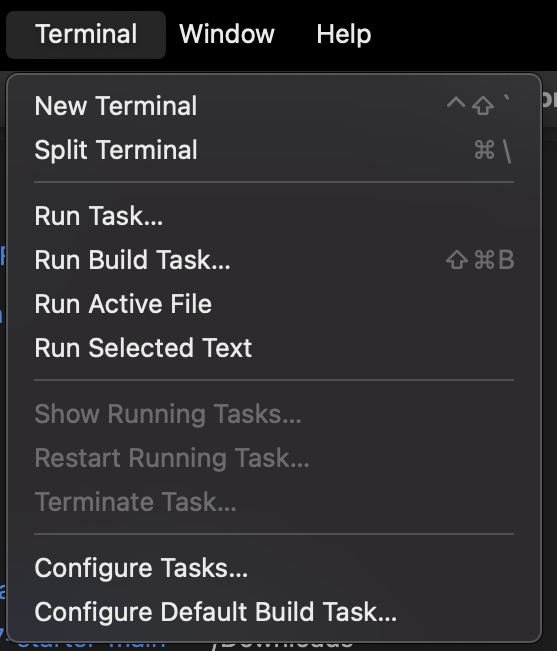 Terminal Window Help
New Terminal ⌃⇧`
Split Terminal ⌘\
Run Task...
Run Build Task... ⇧⌘B
Run Active File
Run Selected Text
Show Running Tasks...
Restart Running Task...
Terminate Task...
Configure Tasks...
Configure Default Build Task...